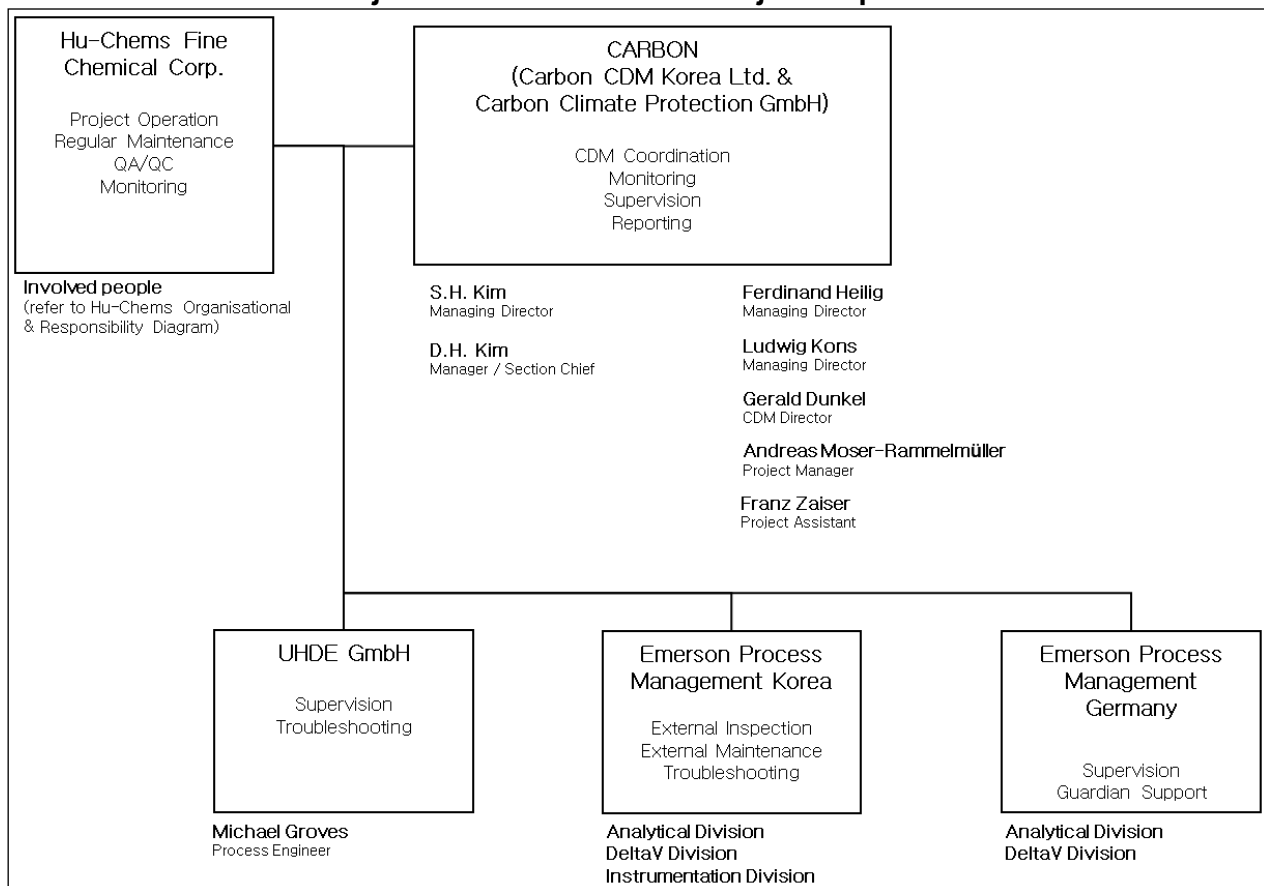 Hu-Chems Fine
Chemical Corp.
Project Operation
Regular Maintenance
QA/QC
Monitoring
Involved people
(refer to Hu-Chems Organisational
& Responsibility Diagram)
CARBON
(Carbon CDM Korea Ltd. &
Carbon Climate Protection GmbH)
CDM Coordination
Monitoring
Supervision
Reporting
S.H. Kim
Managing Director
D.H. Kim
Manager / Section Chief
Ferdinand Heilig
Managing Director
Ludwig Kons
Managing Director
Gerald Dunkel
CDM Director
Andreas Moser-Rammelmüller
Project Manager
Franz Zaiser
Project Assistant
UHDE GmbH
Supervision
Troubleshooting
Michael Groves
Process Engineer
Emerson Process
Management Korea
External Inspection
External Maintenance
Troubleshooting
Analytical Division
DeltaV Division
Instrumentation Division
Emerson Process
Management
Germany
Supervision
Guardian Support
Analytical Division
DeltaV Division